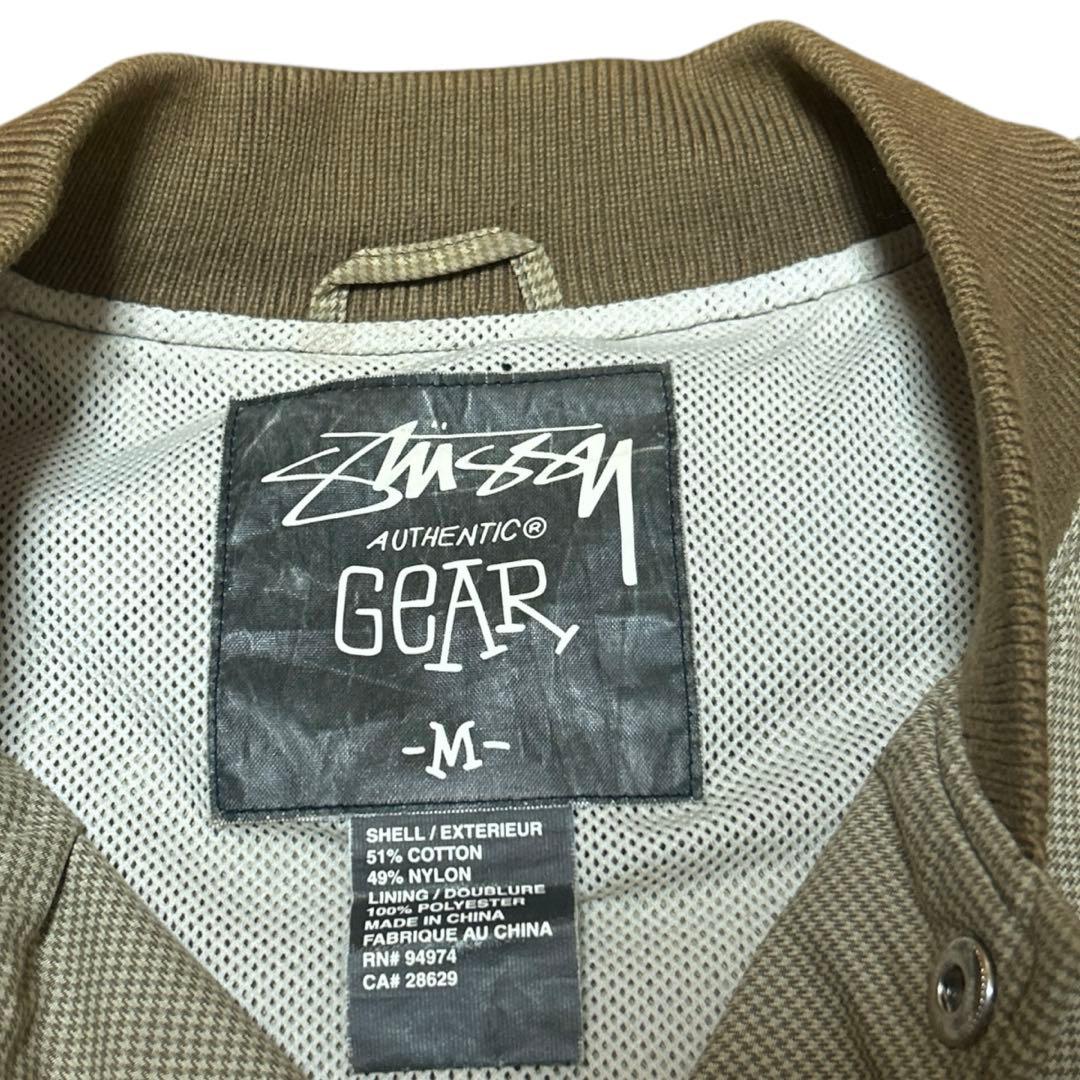 Stüssy
AUTHENTIC®
GeAR
-M-
SHELL / EXTERIEUR
51% COTTON
49% NYLON
LINING / DOUBLURE
100% POLYESTER
MADE IN CHINA
FABRIQUE AU CHINA
RN# 94974
CA# 28629